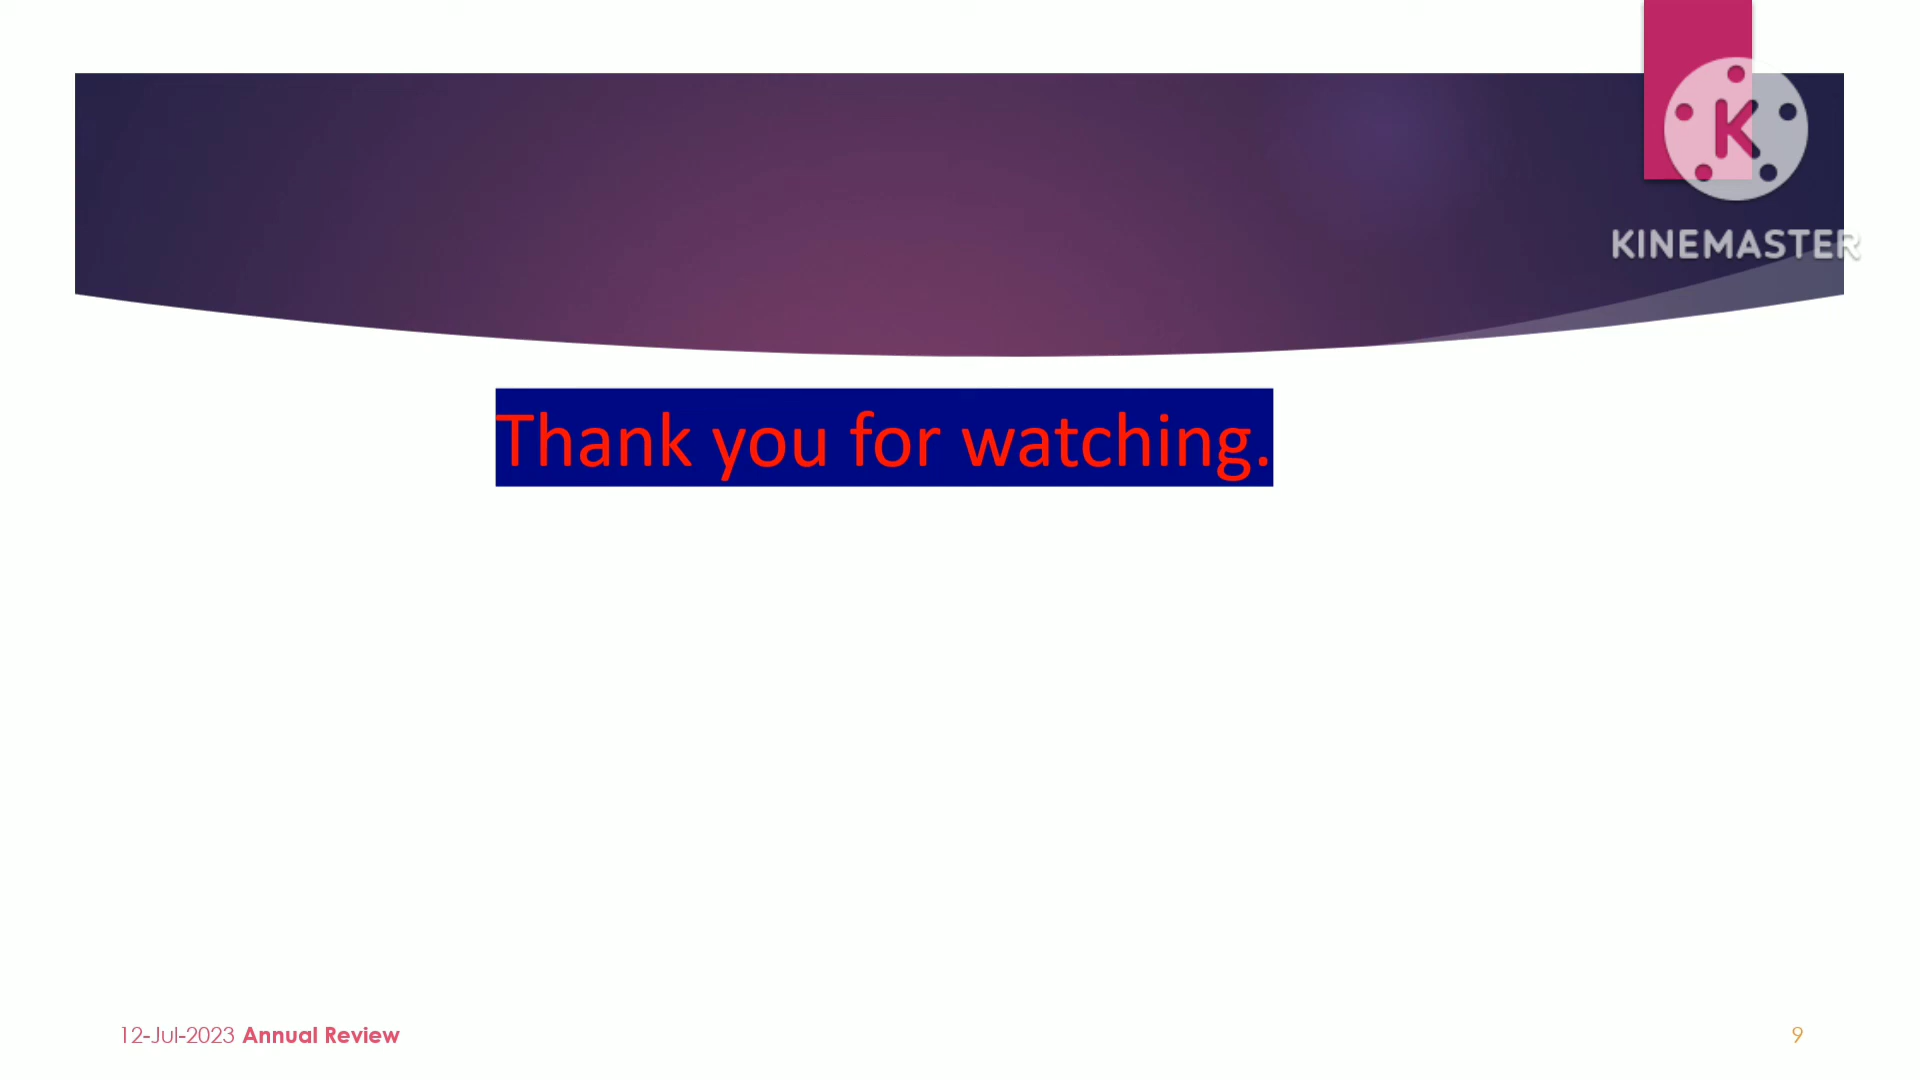 K
KINEMASTER
Thank you for watching.
12-Jul-2023 Annual Review
9